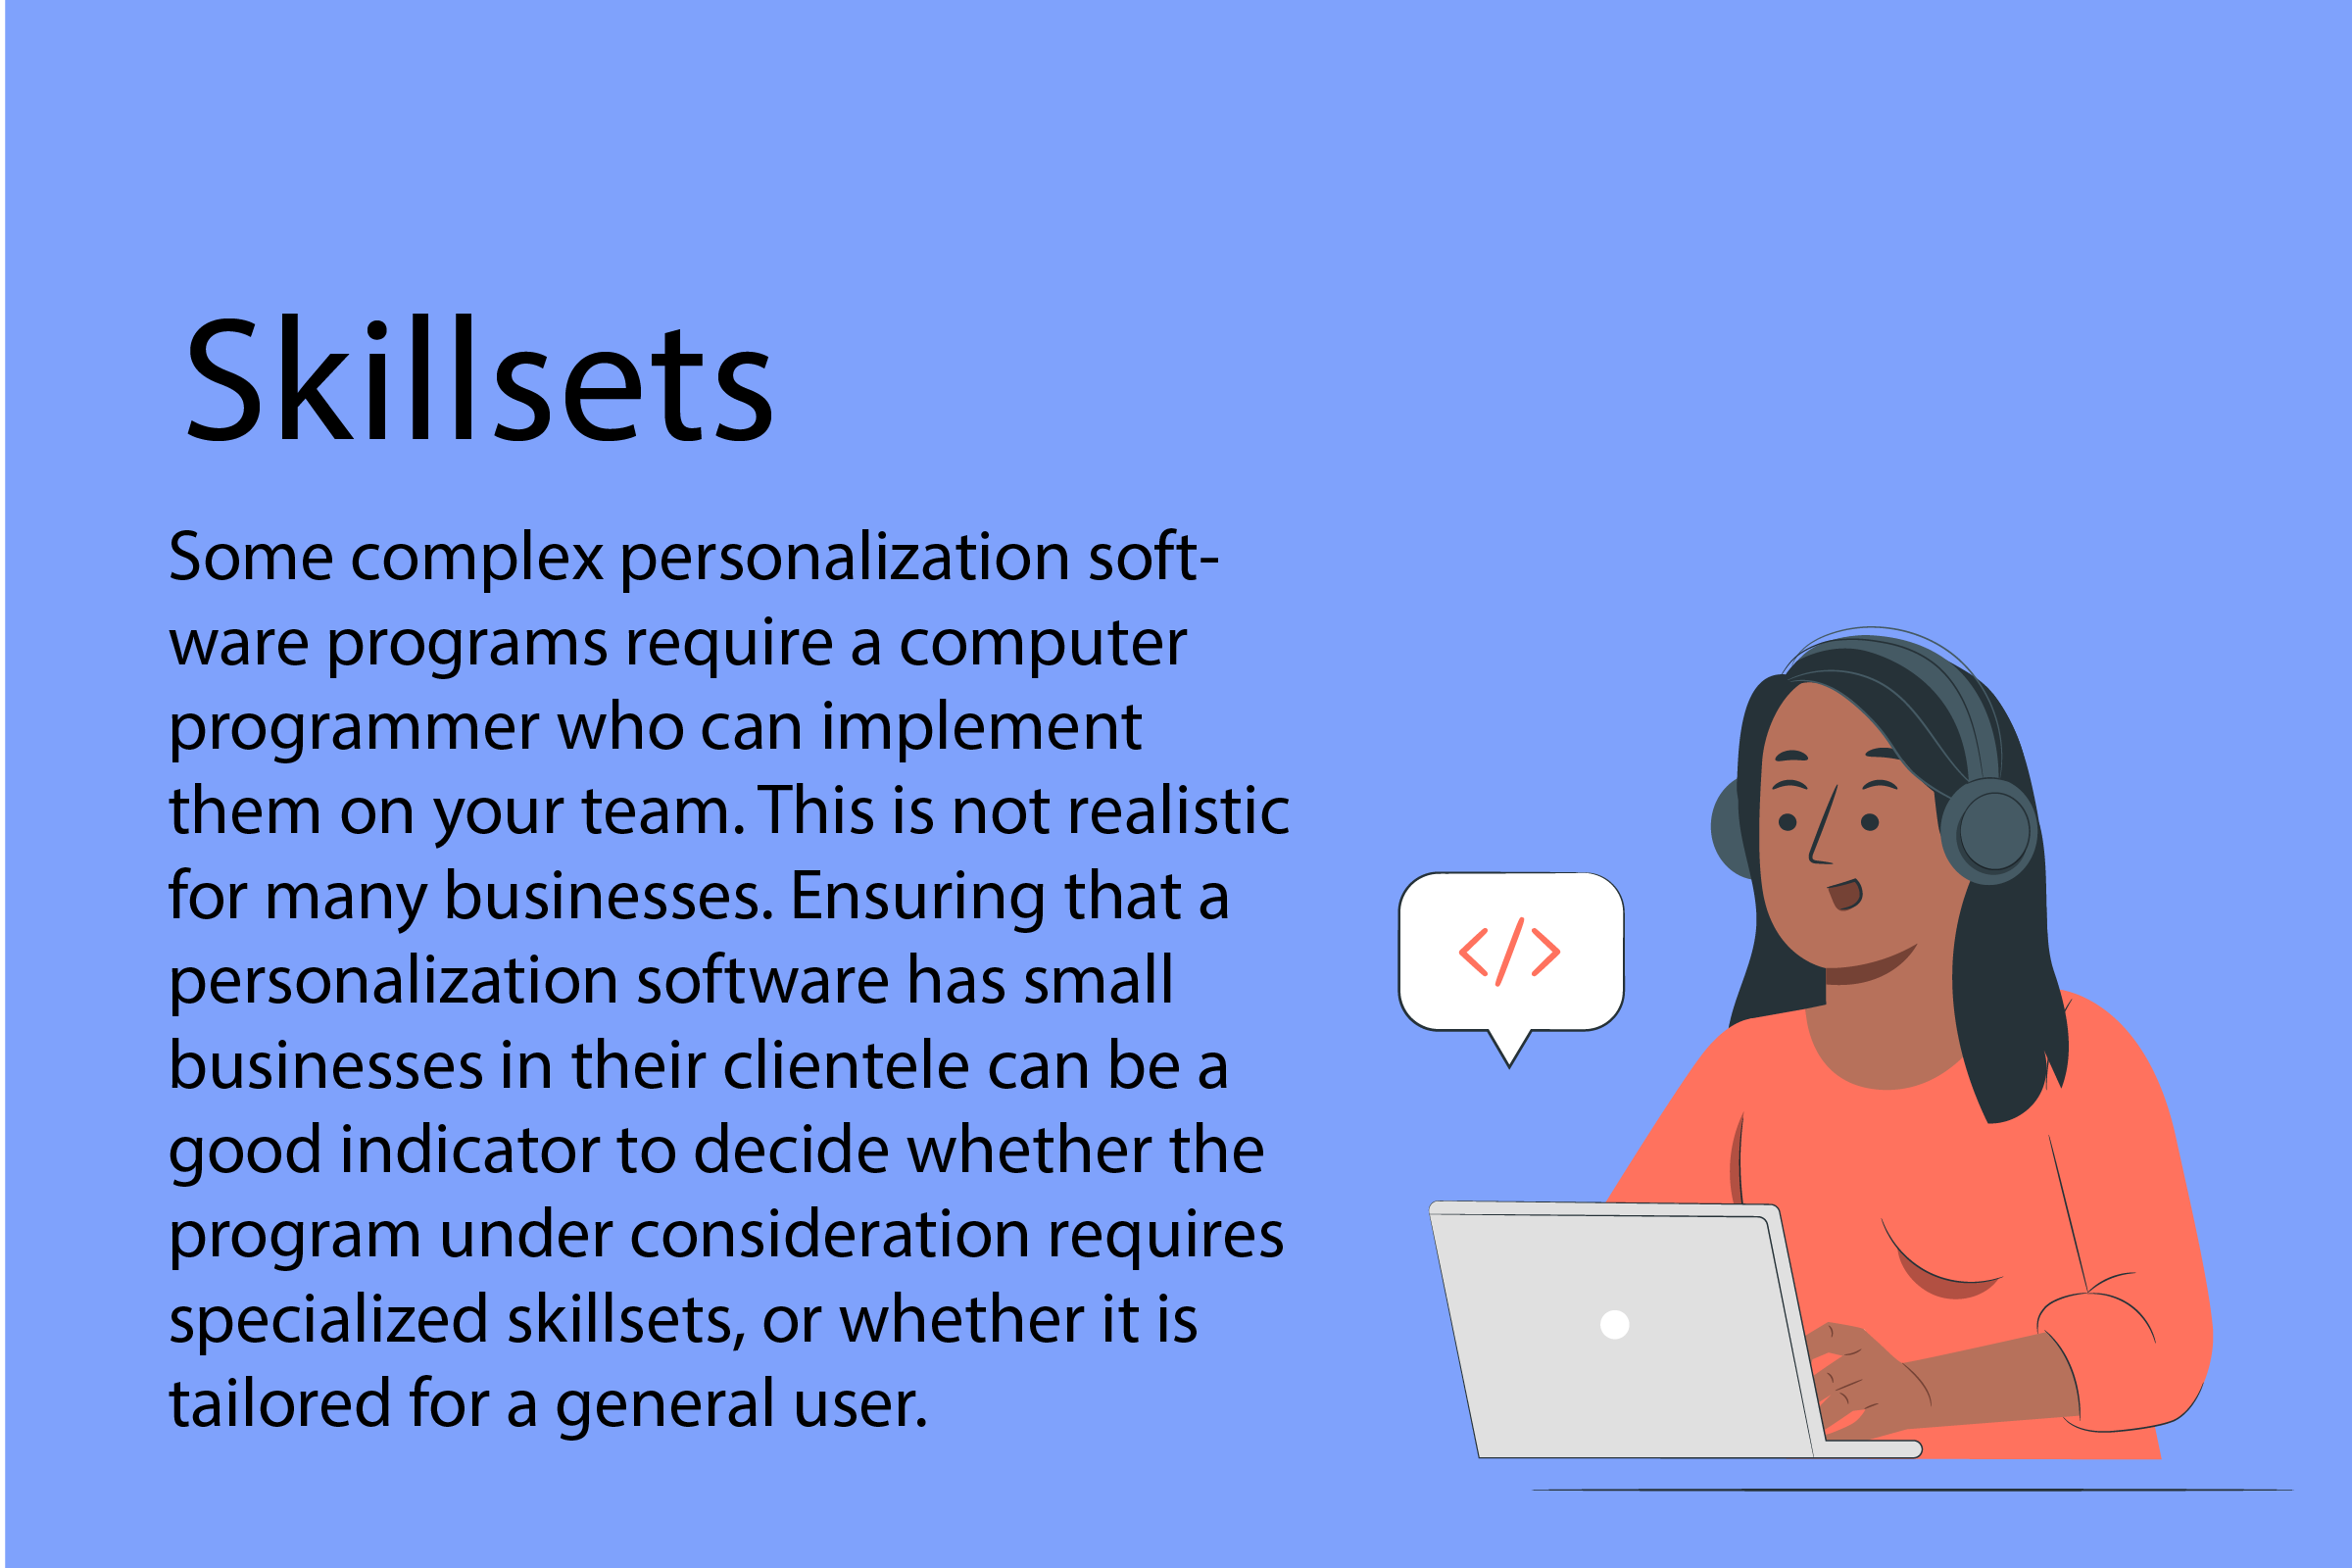 Skillsets
Some complex personalization soft-
ware programs require a computer
programmer who can implement
them on your team. This is not realistic
for many businesses. Ensuring that a
personalization software has small
businesses in their clientele can be a
good indicator to decide whether the
program under consideration requires
specialized skillsets, or whether it is
tailored for a general user.
</>